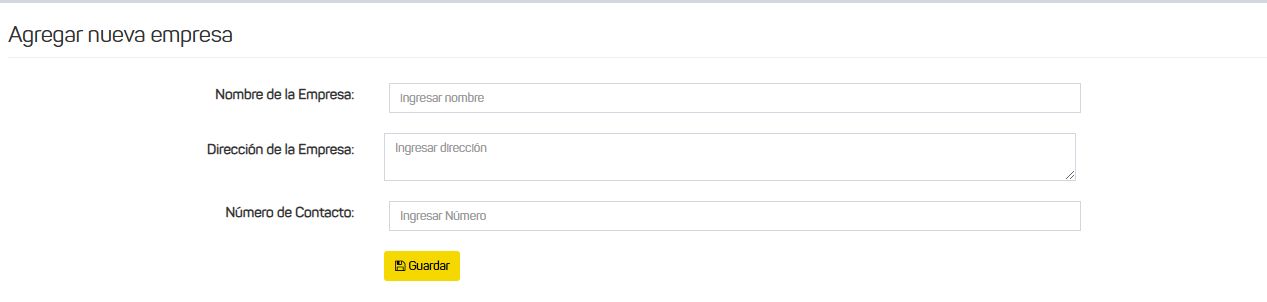 Agregar nueva empresa
Nombre de la Empresa: Ingresar nombre
Dirección de la Empresa: Ingresar dirección
Número de Contacto: Ingresar Número
Guardar